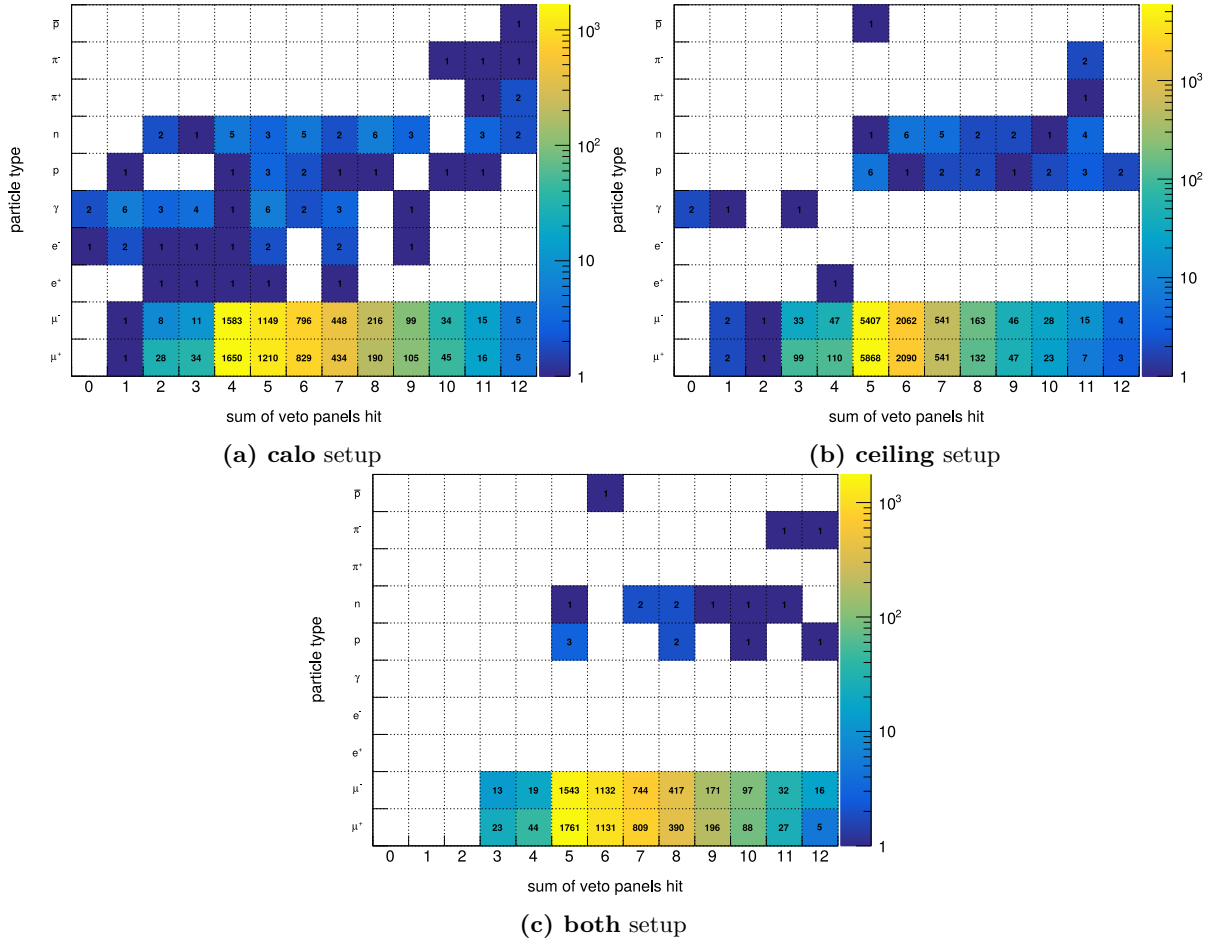 p̄ 1
π⁻ 1 1 1
π⁺ 1 2
n 2 1 5 3 5 2 6 3 3 2
p 1 1 3 2 1 1 1 1
γ 2 6 3 4 1 6 2 3 1
e⁻ 1 2 1 1 1 2 2 1
e⁺ 1 1 1 1 1
μ⁻ 1 8 11 1583 1149 796 448 216 99 34 15 5
μ⁺ 1 28 34 1650 1210 829 434 190 105 45 16 5
0 1 2 3 4 5 6 7 8 9 10 11 12
particle type
sum of veto panels hit
10³
10²
10
1
(a) calo setup
p̄ 1
π⁻ 2
π⁺ 1
n 1 6 5 2 2 1 4
p 6 1 2 2 1 2 3 2
γ 2 1 1
e⁻
e⁺ 1
μ⁻ 2 1 33 47 5407 2062 541 163 46 28 15 4
μ⁺ 2 1 99 110 5868 2090 541 132 47 23 7 3
0 1 2 3 4 5 6 7 8 9 10 11 12
particle type
sum of veto panels hit
10³
10²
10
1
(b) ceiling setup
p̄ 1
π⁻ 1 1
π⁺
n 1 2 2 1 1 1
p 3 2 1 1
γ
e⁻
e⁺
μ⁻ 13 19 1543 1132 744 417 171 97 32 16
μ⁺ 23 44 1761 1131 809 390 196 88 27 5
0 1 2 3 4 5 6 7 8 9 10 11 12
particle type
sum of veto panels hit
10³
10²
10
1
(c) both setup